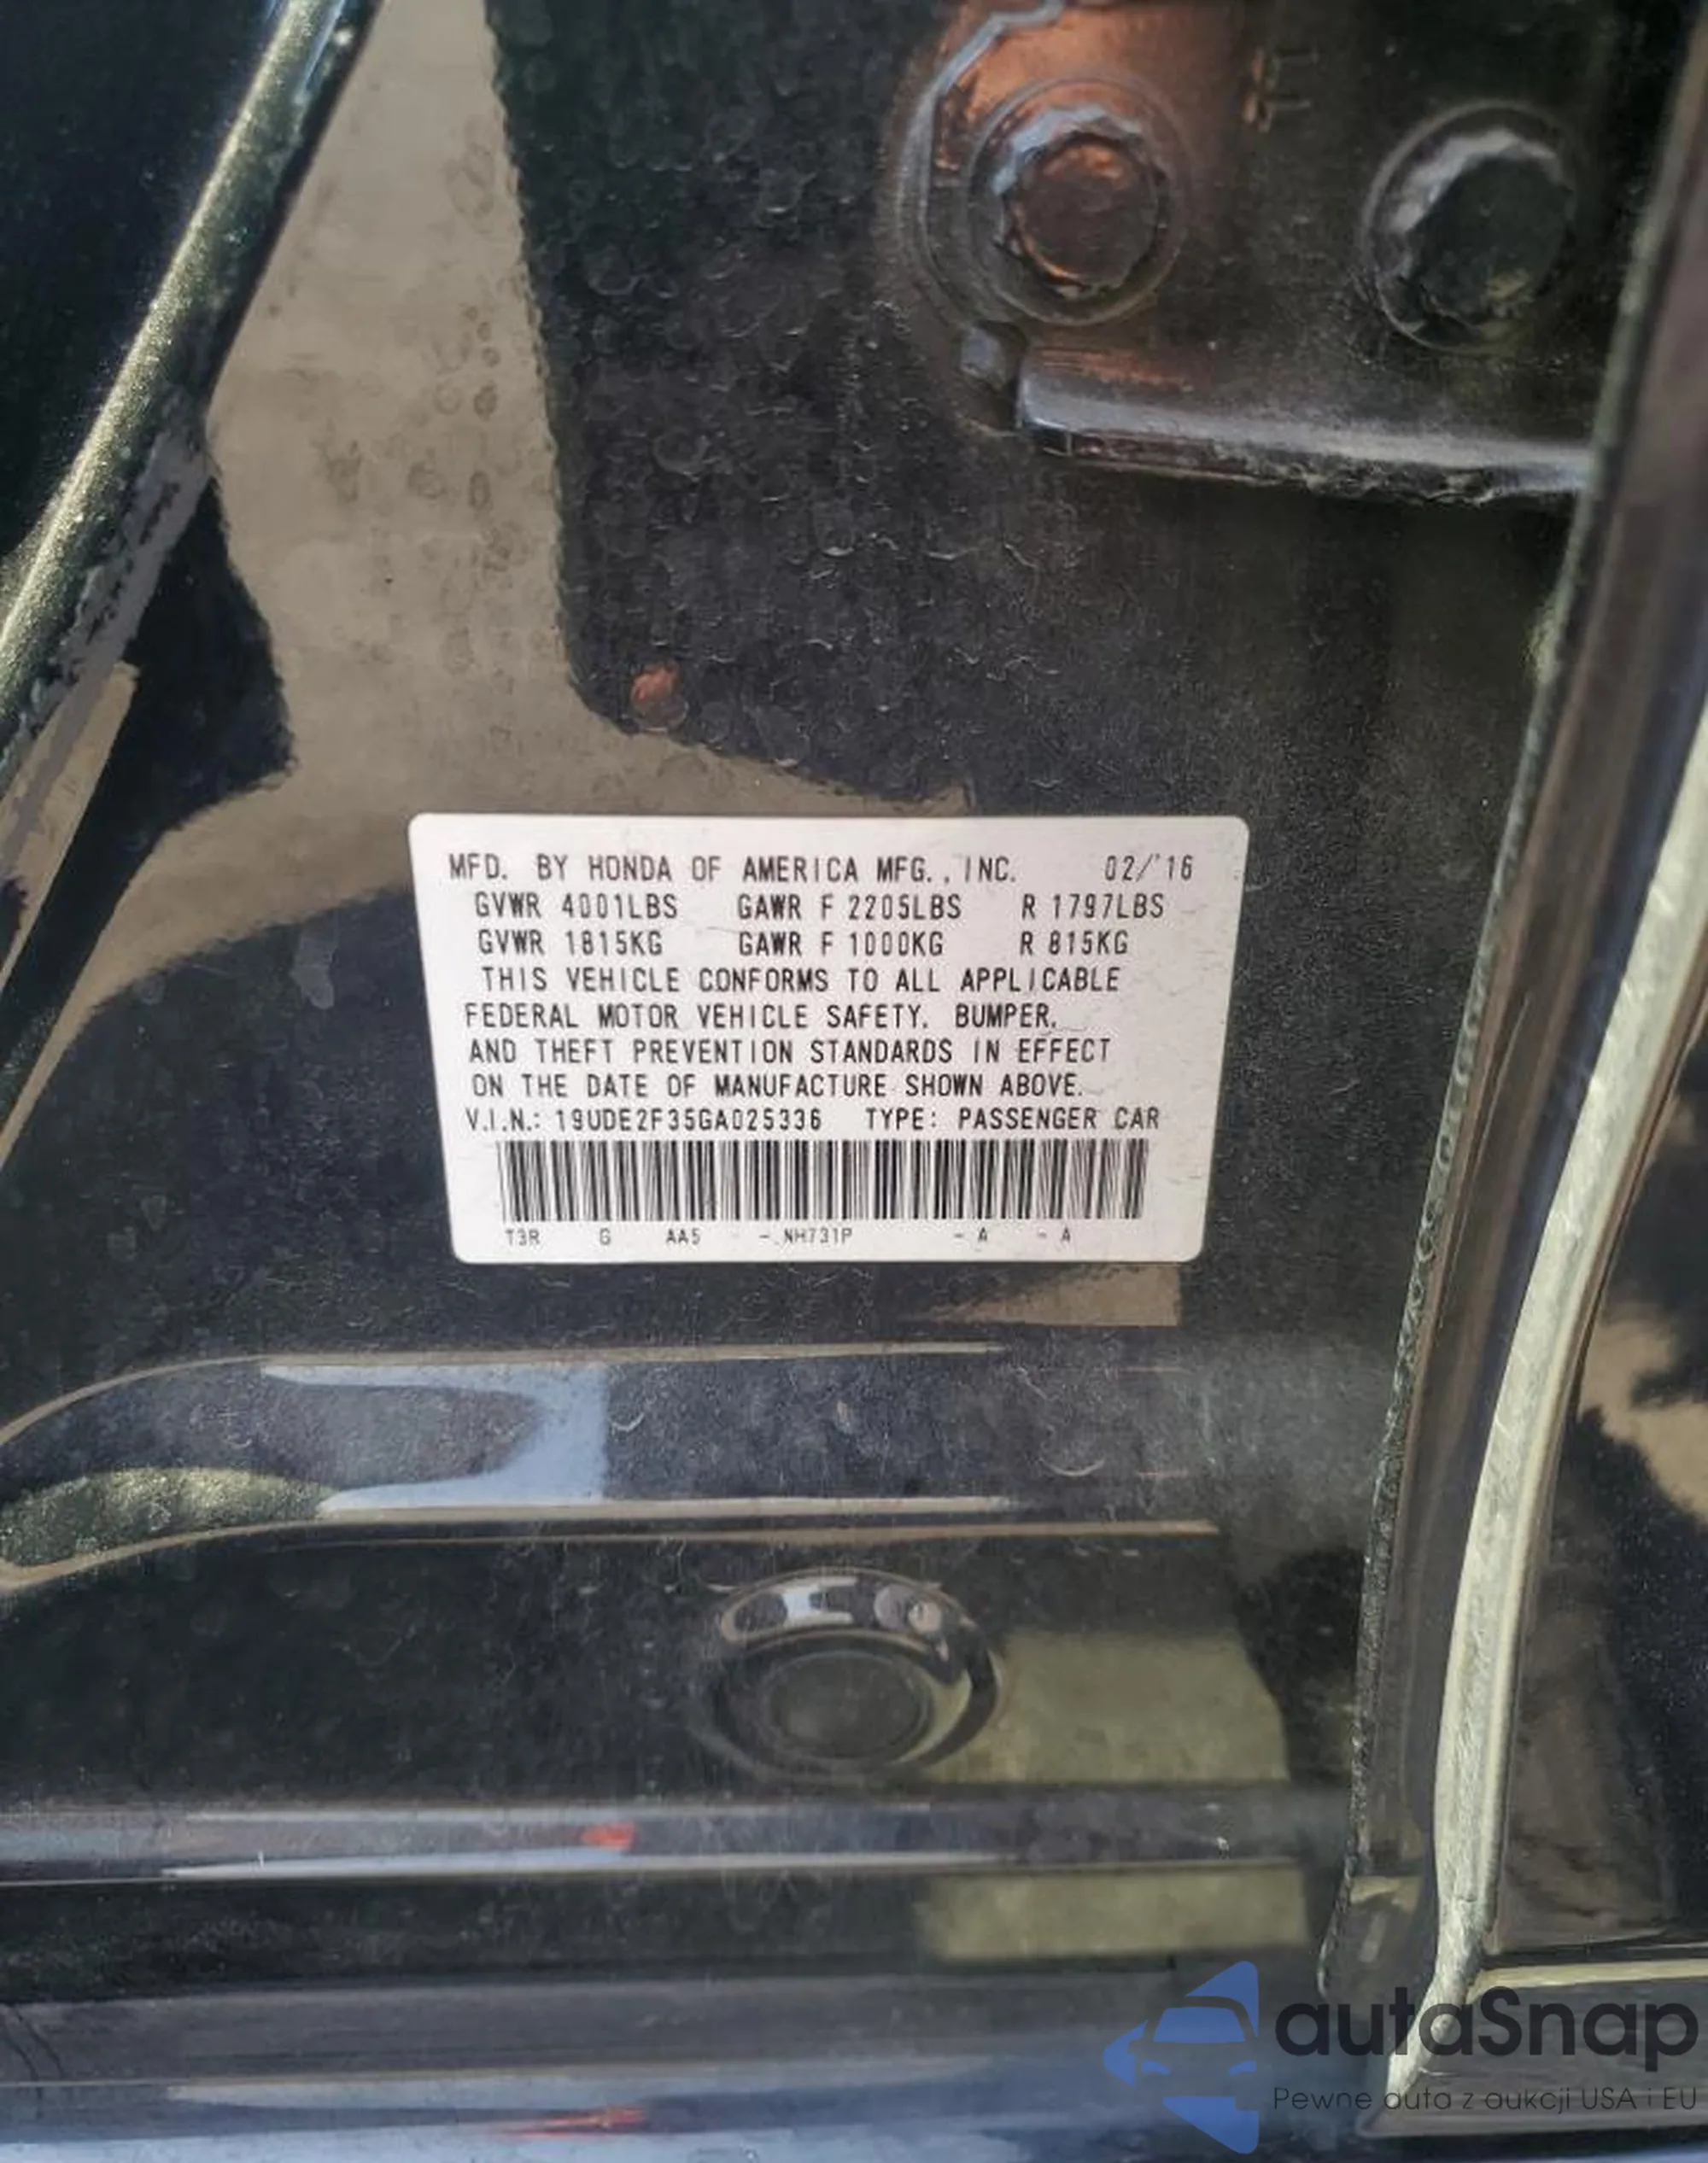 MFD. BY HONDA OF AMERICA MFG., INC. 02/'16
GVWR 4001LBS GAWR F 2205LBS R 1797LBS
GVWR 1815KG GAWR F 1000KG R 815KG
THIS VEHICLE CONFORMS TO ALL APPLICABLE
FEDERAL MOTOR VEHICLE SAFETY, BUMPER,
AND THEFT PREVENTION STANDARDS IN EFFECT
ON THE DATE OF MANUFACTURE SHOWN ABOVE.
V.I.N.: 19UDE2F35GA025336 TYPE: PASSENGER CAR
T3R G AA5 - NH731P - A - A
autaSnap
Pewne auta z aukcji USA i EU